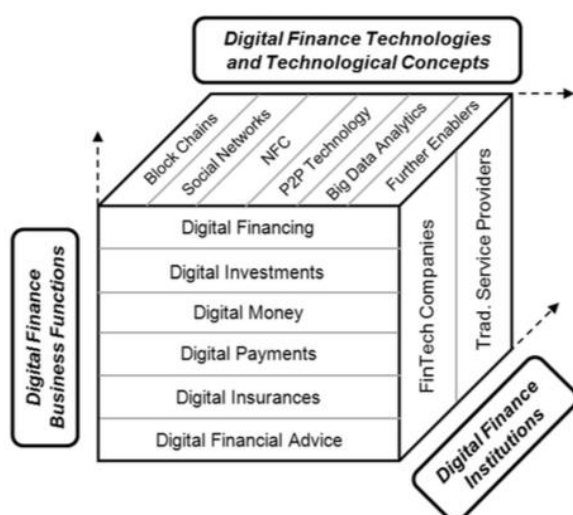 Digital Finance Technologies
and Technological Concepts
Block Chains
Social Networks
NFC
P2P Technology
Big Data Analytics
Further Enablers
Digital Finance
Business Functions
Digital Financing
Digital Investments
Digital Money
Digital Payments
Digital Insurances
Digital Financial Advice
FinTech Companies
Trad. Service Providers
Digital Finance
Institutions